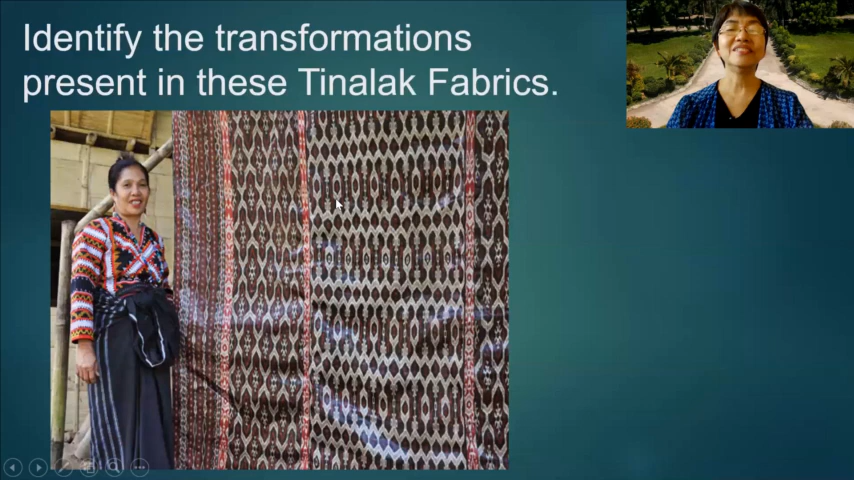 Identify the transformations
present in these Tinalak Fabrics.